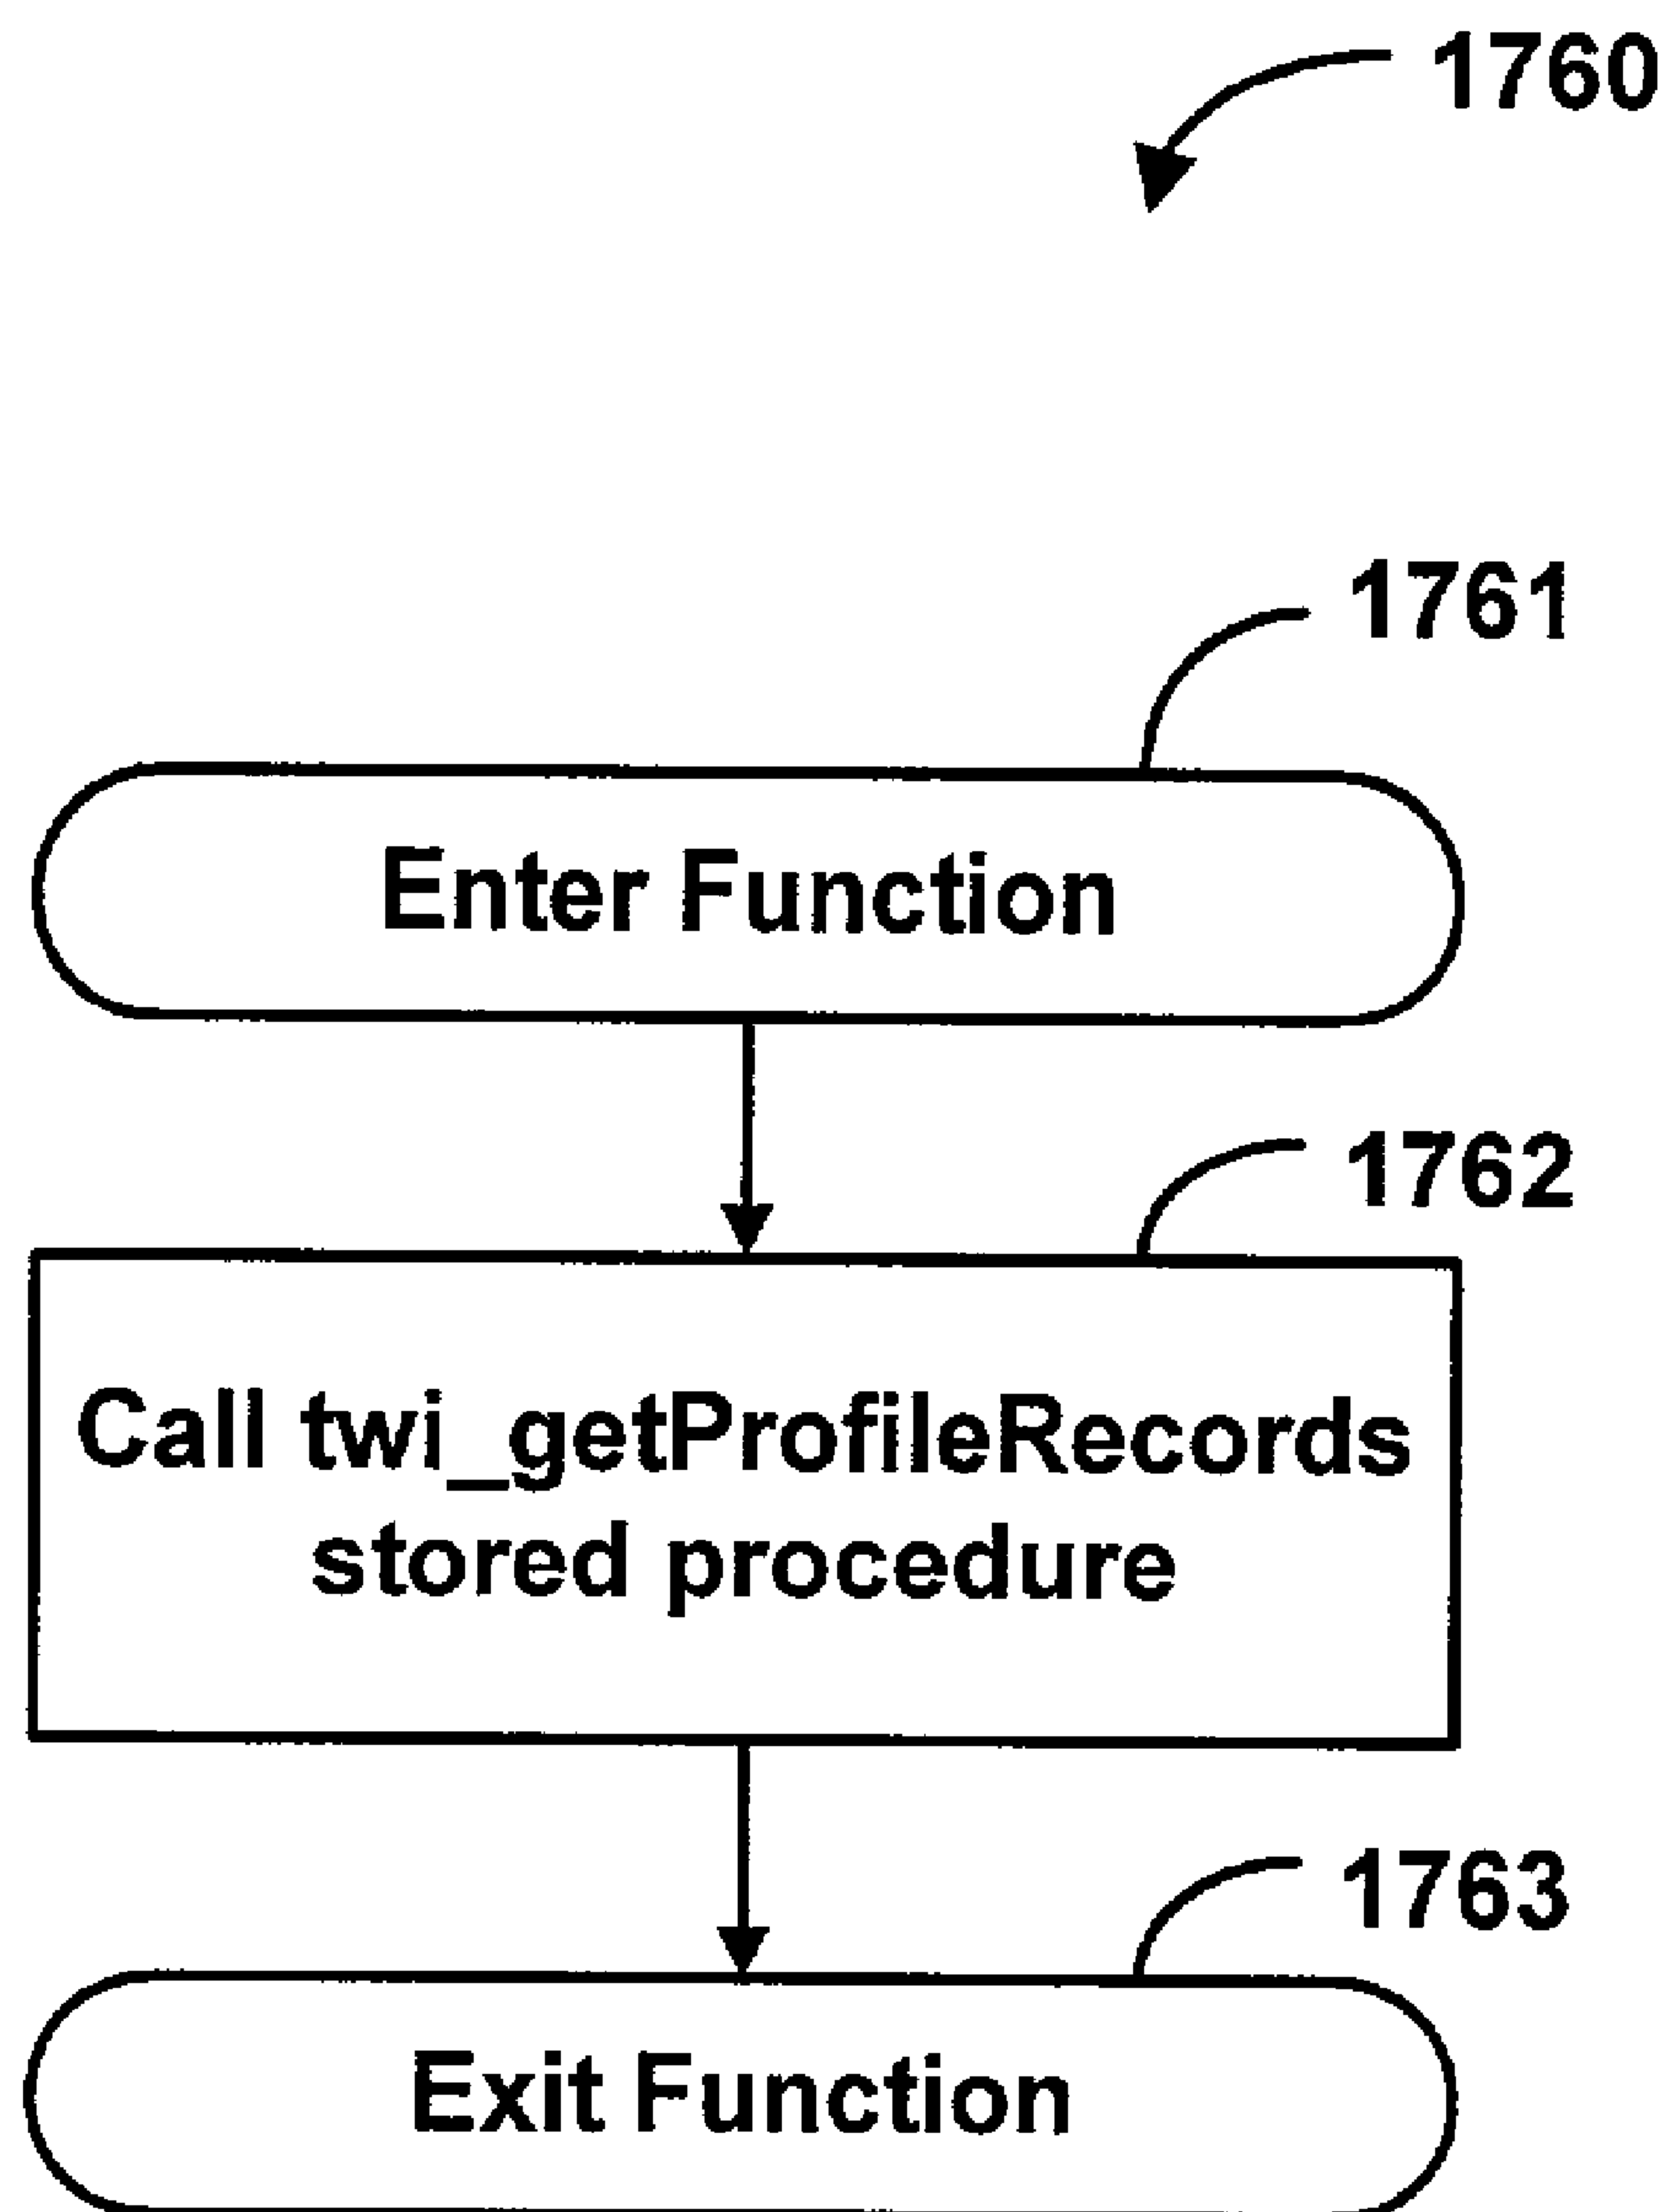 1760
1761
Enter Function
1762
Call twi_getProfileRecords
stored procedure
1763
Exit Function